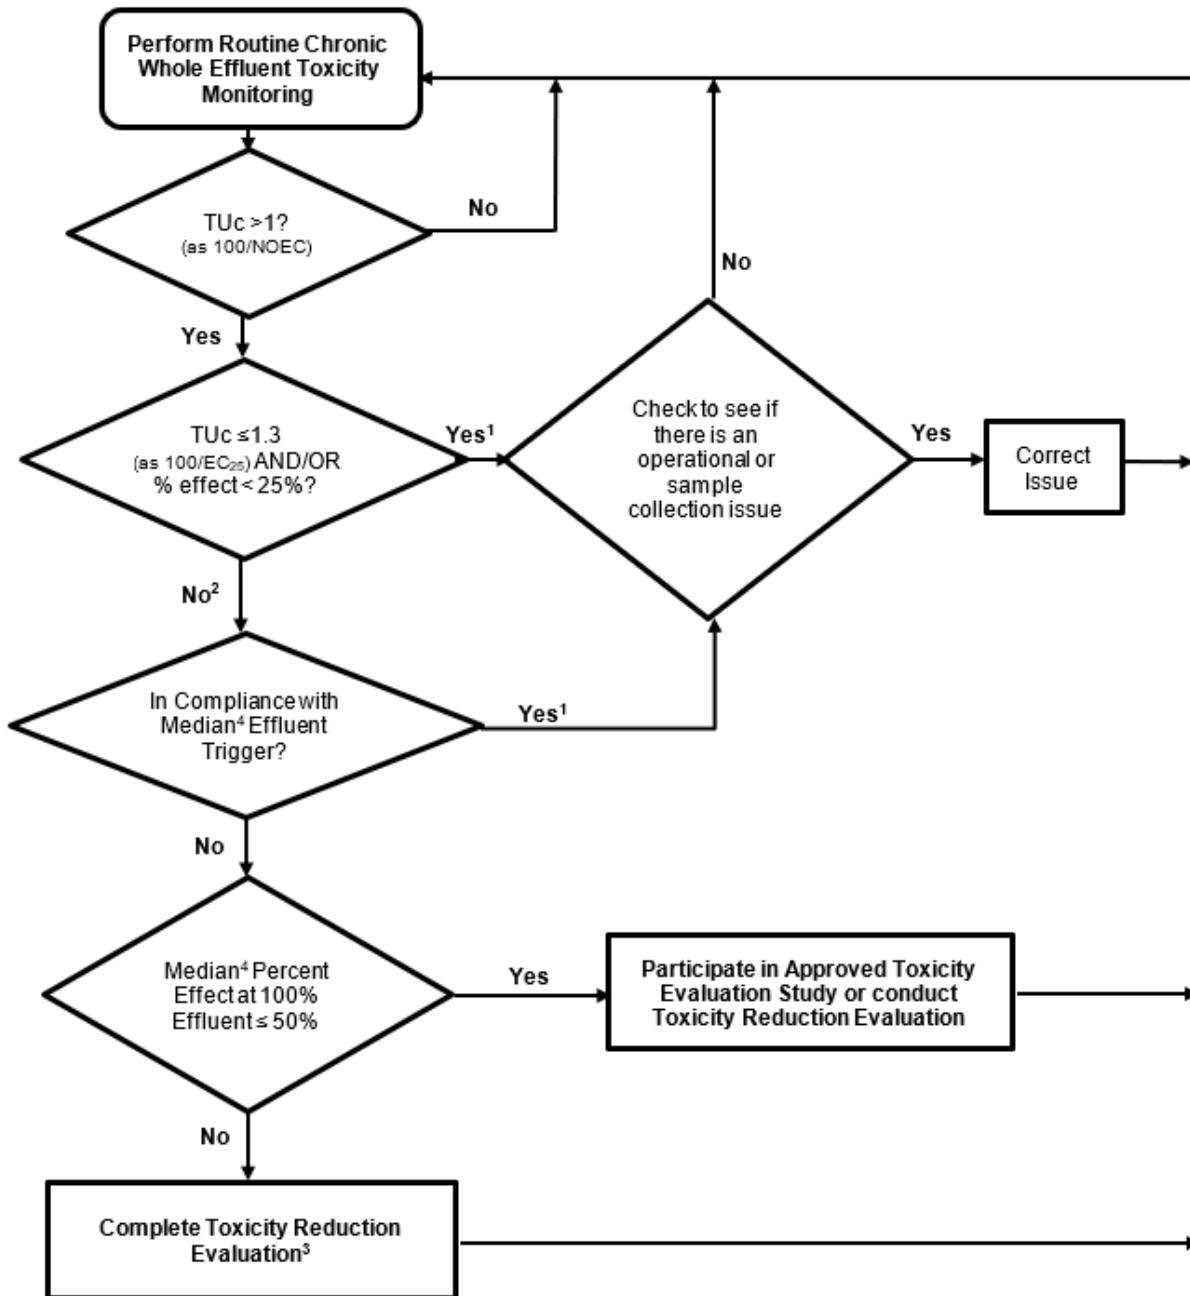 Perform Routine Chronic
Whole Effluent Toxicity
Monitoring
No
TUc >1?
(as 100/NOEC)
No
Yes
Check to see if
there is an
operational or
sample
collection issue
TUc ≤1.3
(as 100/EC₂₅) AND/OR
% effect < 25%?
Yes¹
Yes
Correct
Issue
No²
In Compliance with
Median⁴ Effluent
Trigger?
Yes¹
No
Median⁴ Percent
Effect at 100%
Effluent ≤ 50%
Yes
Participate in Approved Toxicity
Evaluation Study or conduct
Toxicity Reduction Evaluation
No
Complete Toxicity Reduction
Evaluation³